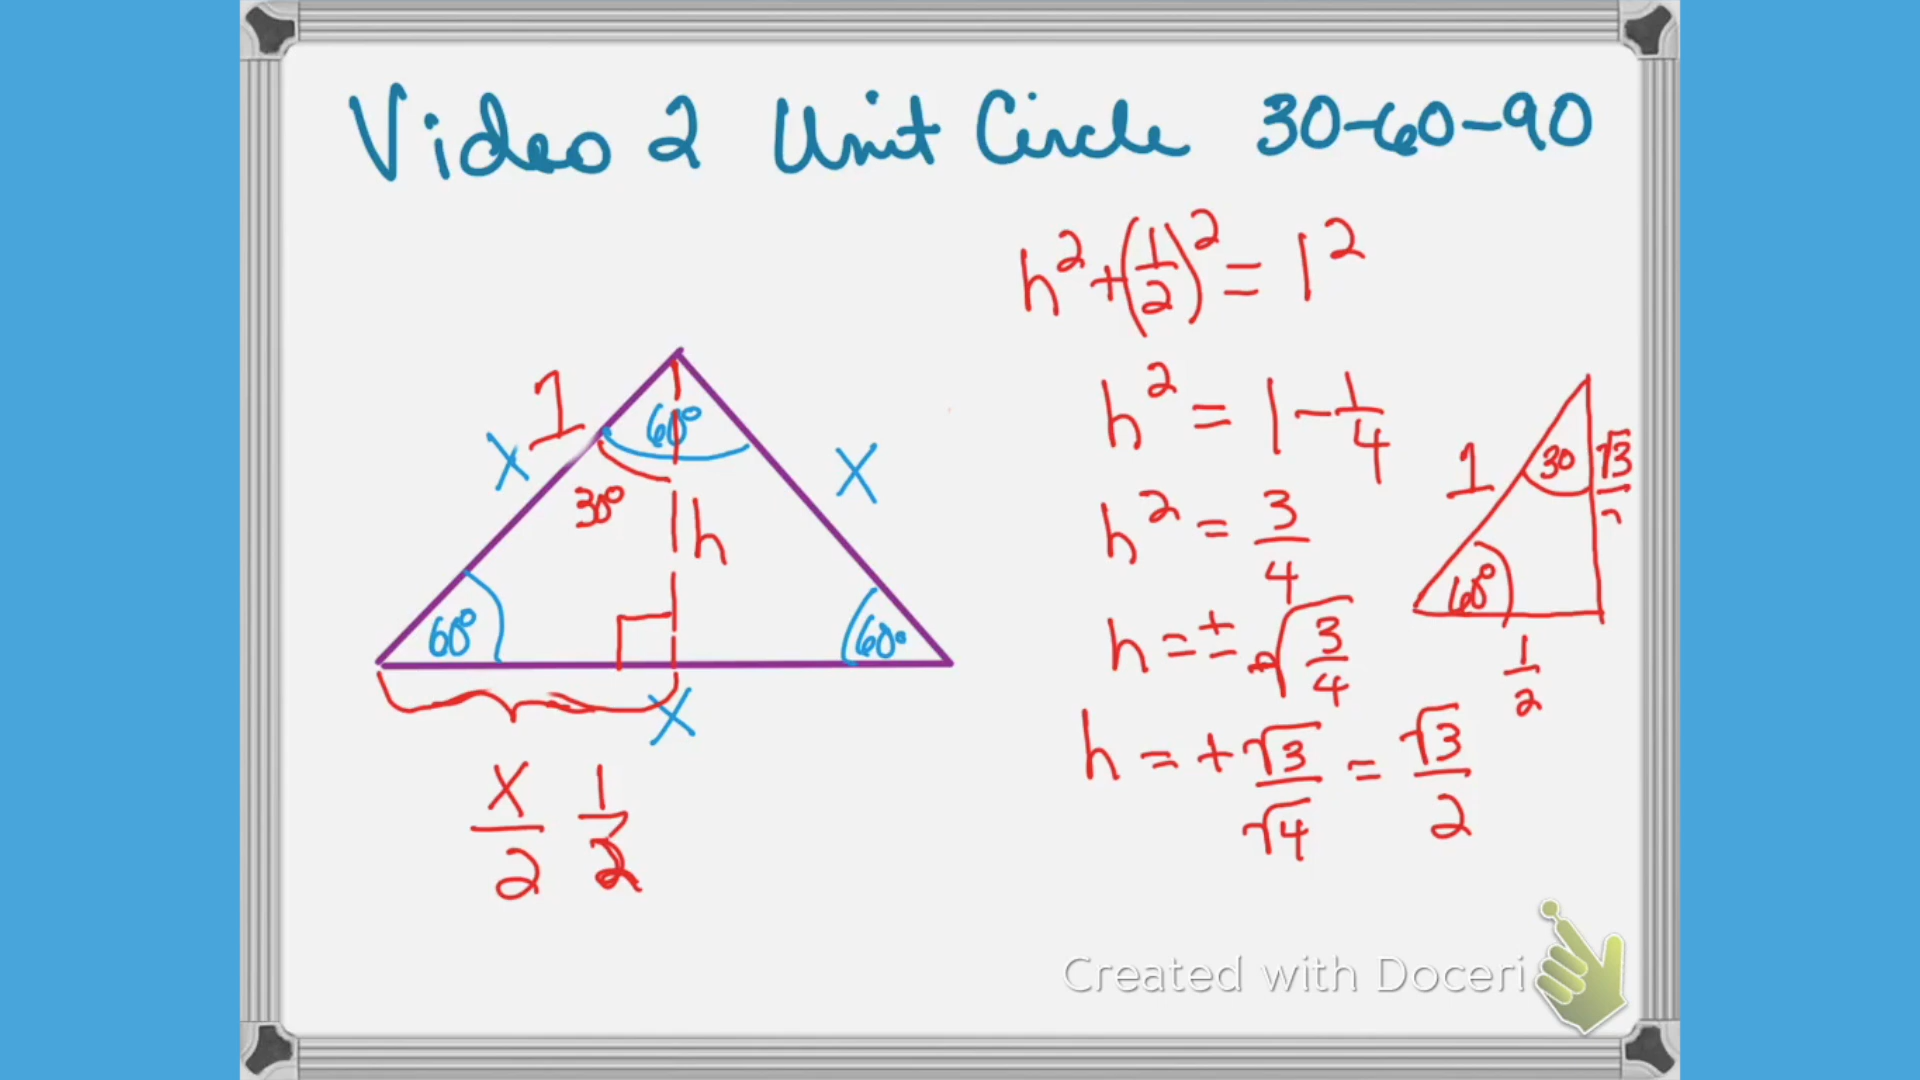 Video 2 Unit Circle 30-60-90
h² + (1/2)² = 1²
h² = 1 - 1/4
h² = 3/4
h = ± √(3/4)
h = + √3/√4 = √3/2
1
x
60°
30°
h
x
60°
60°
x
x/2 1/2
1
30
√3
60°
1/2
Created with Doceri